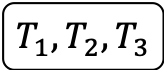 T₁, T₂, T₃